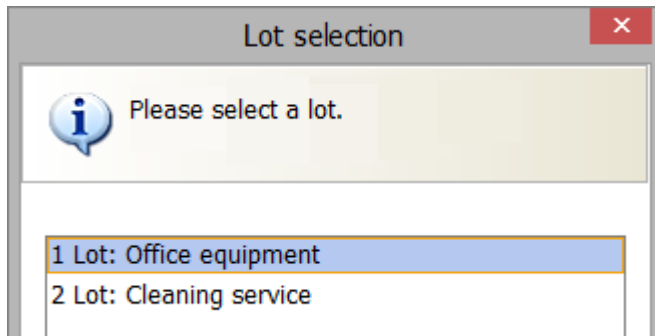 Lot selection
Please select a lot.
1 Lot: Office equipment
2 Lot: Cleaning service